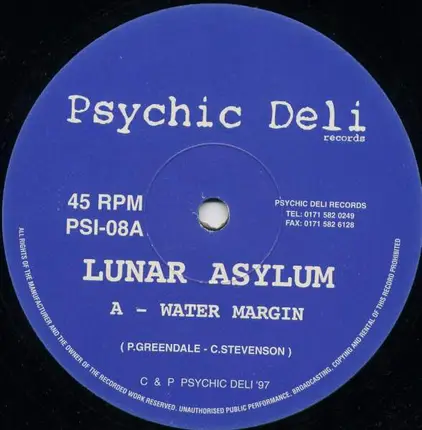 Psychic Deli
records
45 RPM
PSI-08A
PSYCHIC DELI RECORDS
TEL: 0171 582 0249
FAX: 0171 582 6128
LUNAR ASYLUM
A - WATER MARGIN
( P.GREENDALE - C.STEVENSON )
C & P PSYCHIC DELI '97
ALL RIGHTS OF THE MANUFACTURER AND THE OWNER OF THE RECORDED WORK RESERVED. UNAUTHORISED PUBLIC PERFORMANCE, BROADCASTING, COPYING AND RENTAL OF THIS RECORD PROHIBITED